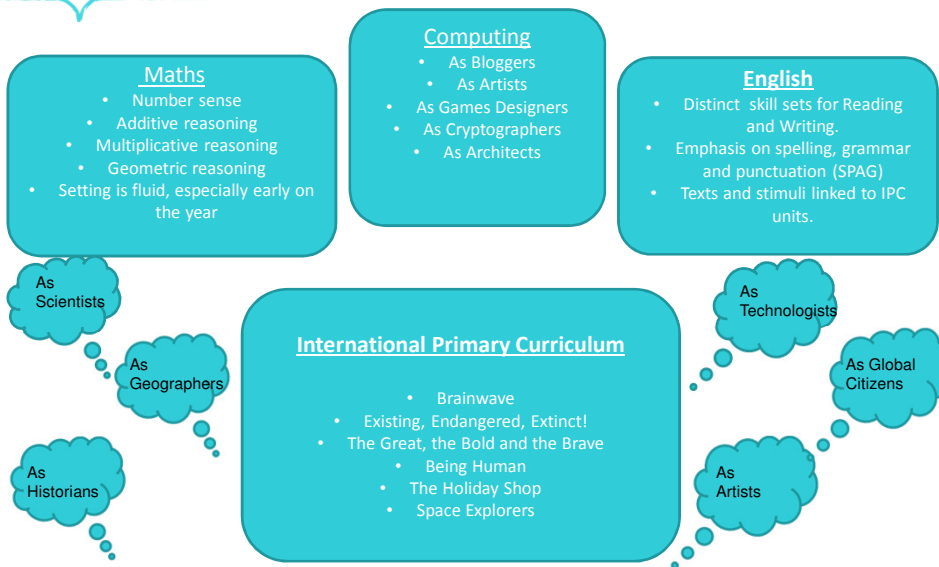 Maths
• Number sense
• Additive reasoning
• Multiplicative reasoning
• Geometric reasoning
• Setting is fluid, especially early on
the year
Computing
• As Bloggers
• As Artists
• As Games Designers
• As Cryptographers
• As Architects
English
• Distinct skill sets for Reading
and Writing.
• Emphasis on spelling, grammar
and punctuation (SPAG)
• Texts and stimuli linked to IPC
units.
As
Scientists
As
Geographers
As
Historians
International Primary Curriculum
• Brainwave
• Existing, Endangered, Extinct!
• The Great, the Bold and the Brave
• Being Human
• The Holiday Shop
• Space Explorers
As
Technologists
As Global
Citizens
As
Artists